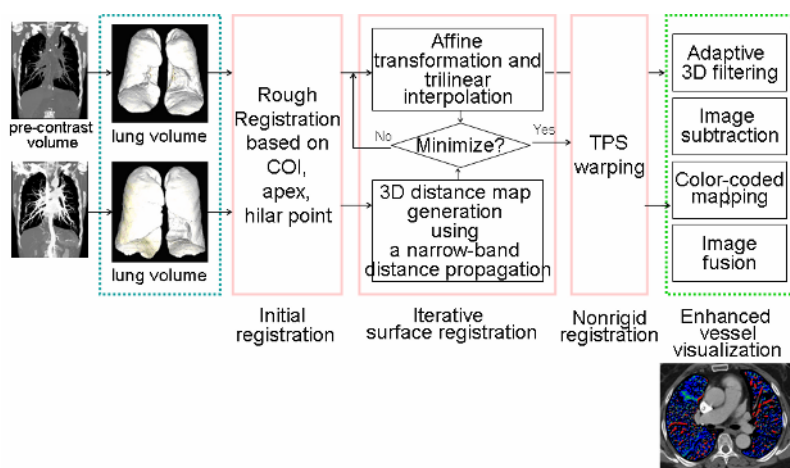 pre-contrast
volume
lung volume
lung volume
Rough
Registration
based on
COI,
apex,
hilar point
Initial
registration
Affine
transformation and
trilinear
interpolation
No
Minimize?
Yes
3D distance map
generation
using
a narrow-band
distance propagation
Iterative
surface registration
TPS
warping
Nonrigid
registration
Adaptive
3D filtering
Image
subtraction
Color-coded
mapping
Image
fusion
Enhanced
vessel
visualization